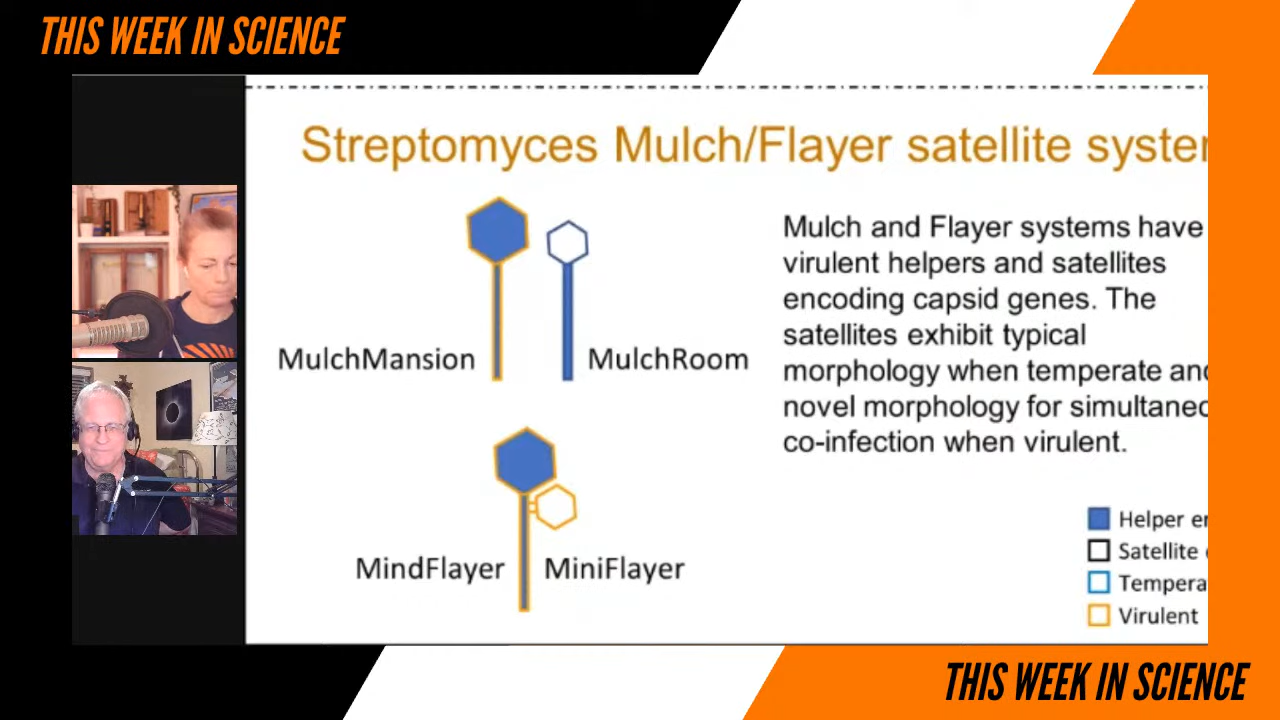 THIS WEEK IN SCIENCE
Streptomyces Mulch/Flayer satellite syster
Mulch and Flayer systems have
virulent helpers and satellites
encoding capsid genes. The
satellites exhibit typical
morphology when temperate and
novel morphology for simultaneo
co-infection when virulent.
MulchMansion
MulchRoom
MindFlayer
MiniFlayer
Helper er
Satellite
Tempera
Virulent
THIS WEEK IN SCIENCE